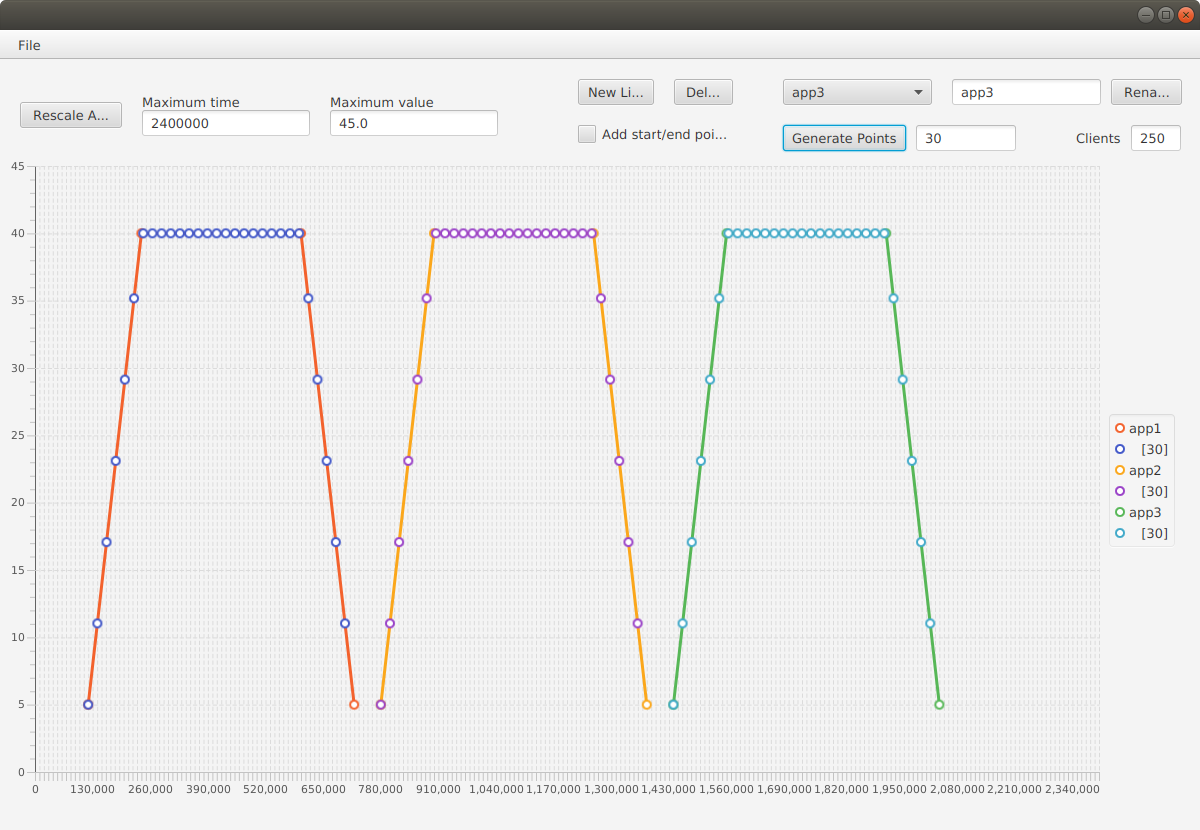 File
Rescale A...
Maximum time
2400000
Maximum value
45.0
New Li...
Del...
app3
app3
Rena...
Add start/end poi...
Generate Points
30
Clients
250
45
40
35
30
25
20
15
10
5
0
0
130,000
260,000
390,000
520,000
650,000
780,000
910,000
1,040,000
1,170,000
1,300,000
1,430,000
1,560,000
1,690,000
1,820,000
1,950,000
2,080,000
2,210,000
2,340,000
app1
[30]
app2
[30]
app3
[30]